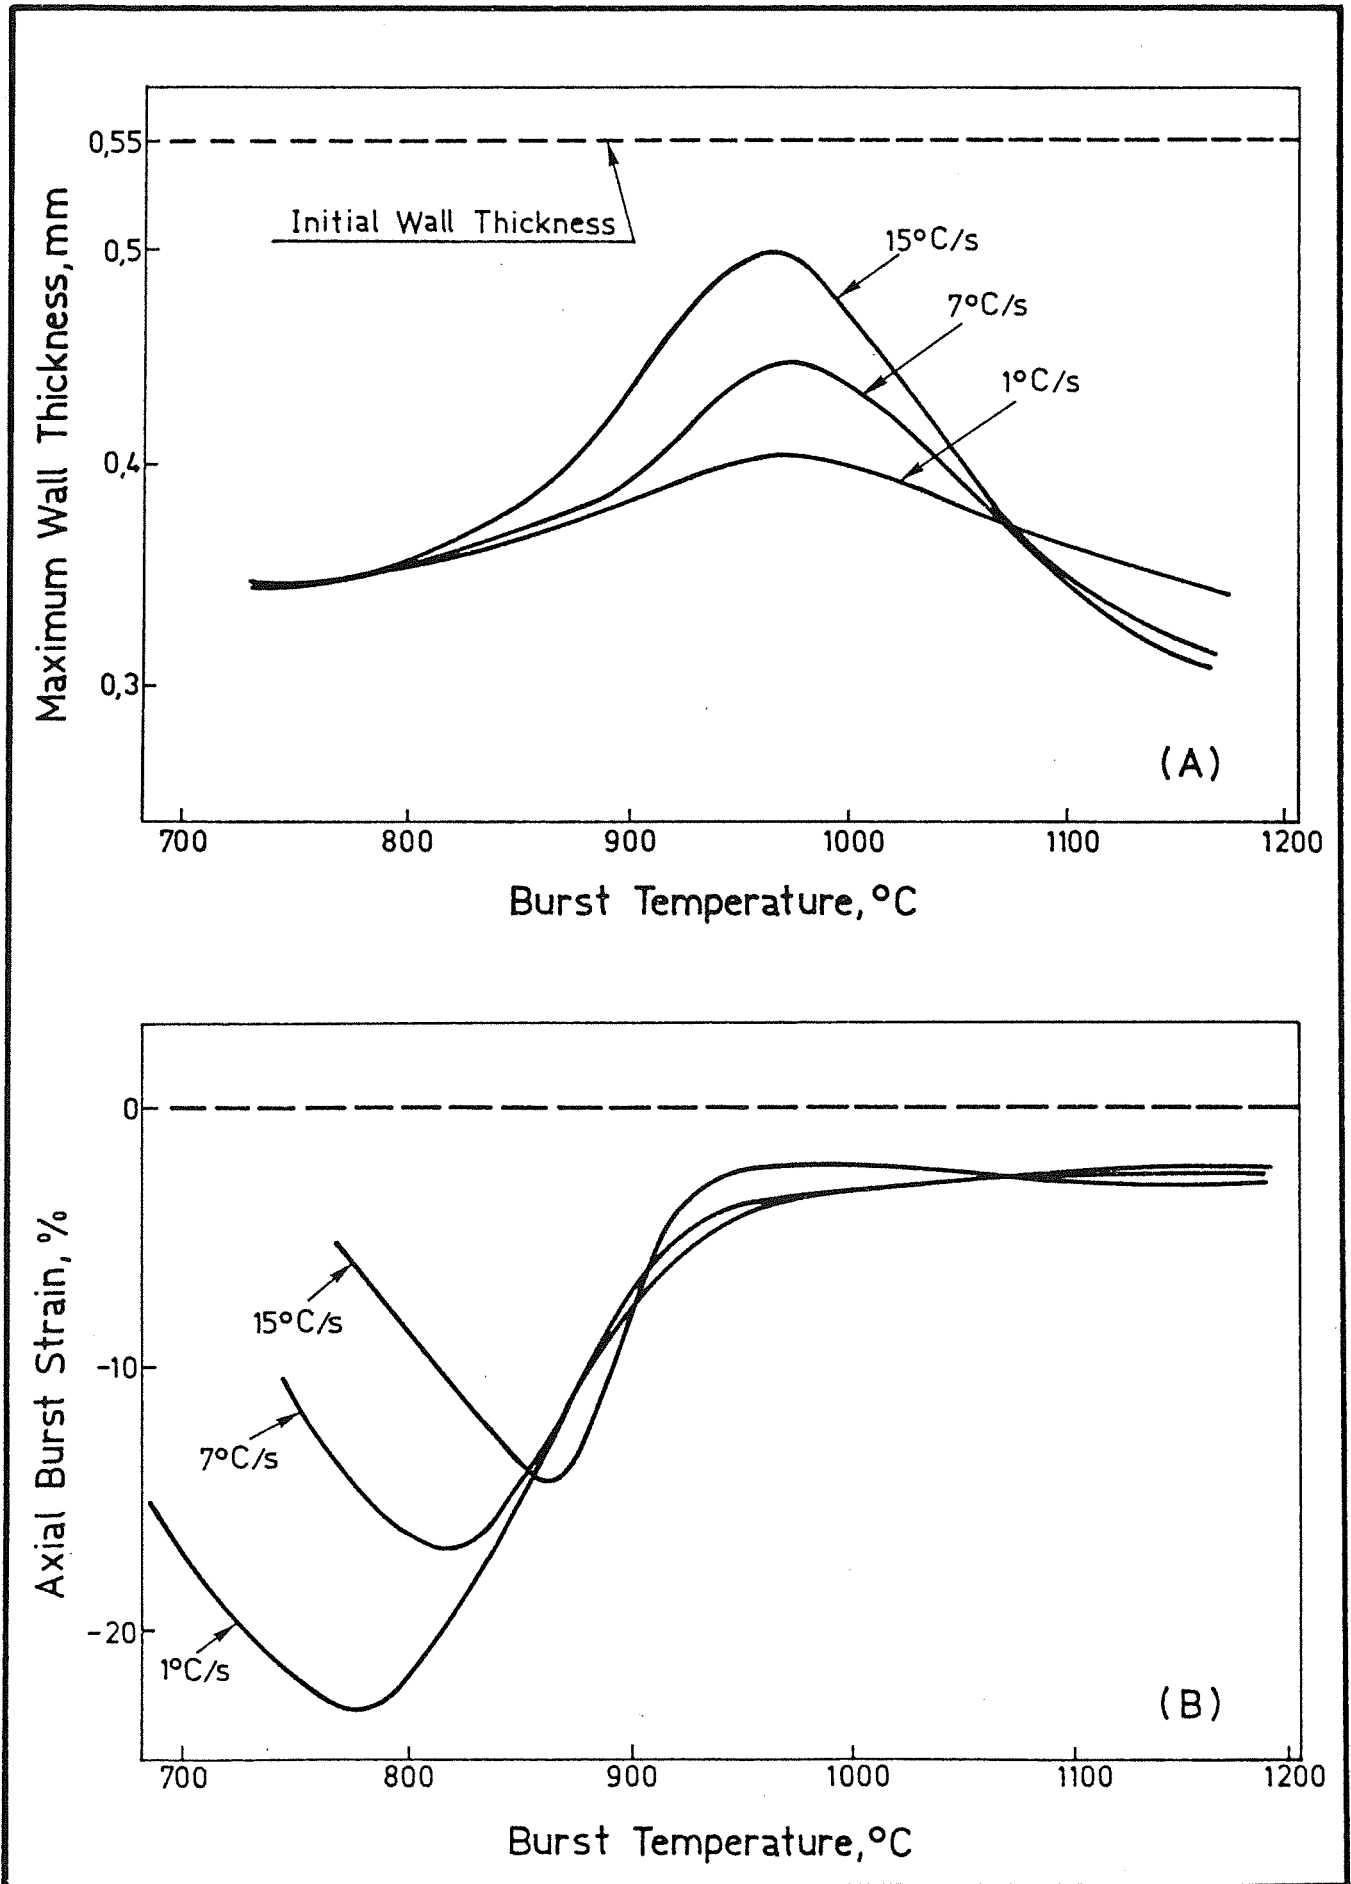 0,55
Initial Wall Thickness
0,5
15°C/s
7°C/s
1°C/s
0,4
0,3
Maximum Wall Thickness, mm
(A)
700 800 900 1000 1100 1200
Burst Temperature, °C
0
15°C/s
-10
7°C/s
-20
1°C/s
Axial Burst Strain, %
(B)
700 800 900 1000 1100 1200
Burst Temperature, °C